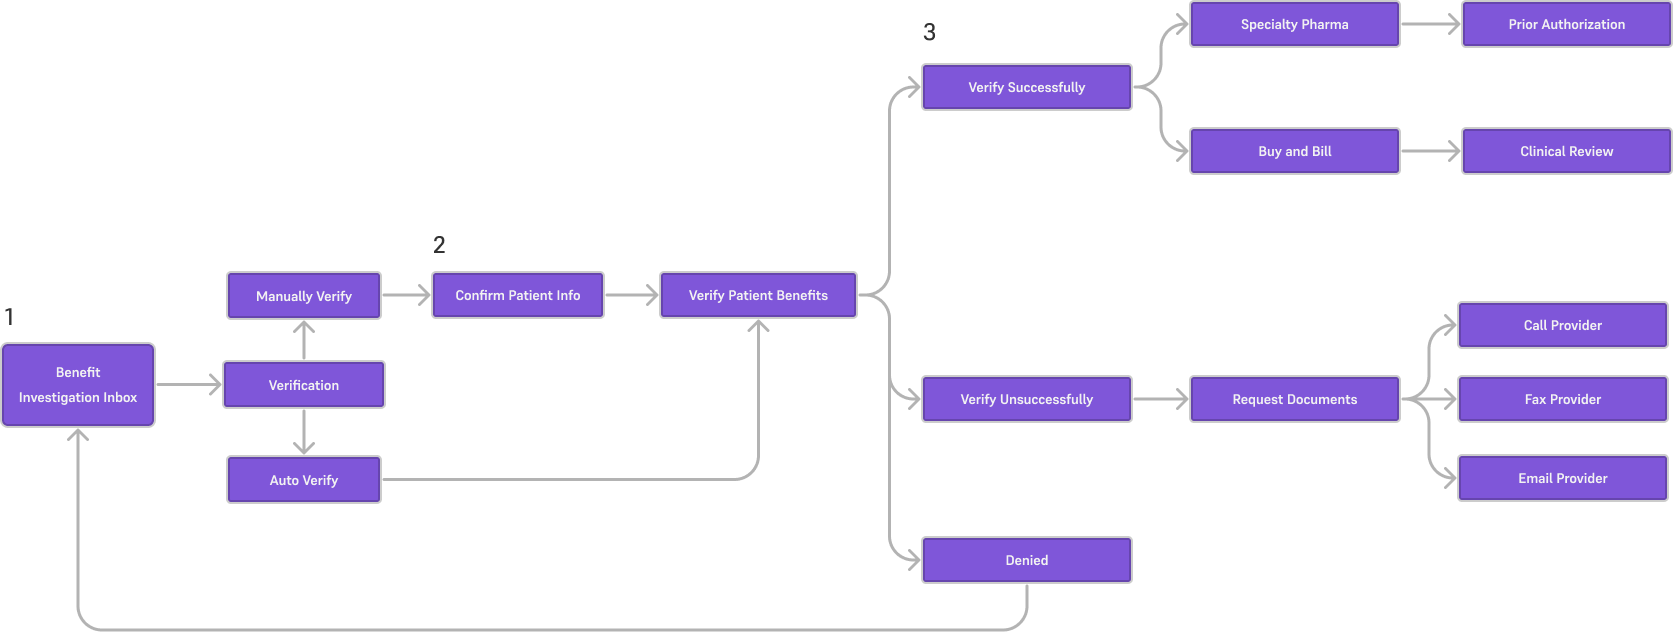 1
Benefit
Investigation Inbox
Manually Verify
Verification
Auto Verify
2
Confirm Patient Info
Verify Patient Benefits
3
Verify Successfully
Specialty Pharma
Prior Authorization
Buy and Bill
Clinical Review
Verify Unsuccessfully
Request Documents
Call Provider
Fax Provider
Email Provider
Denied